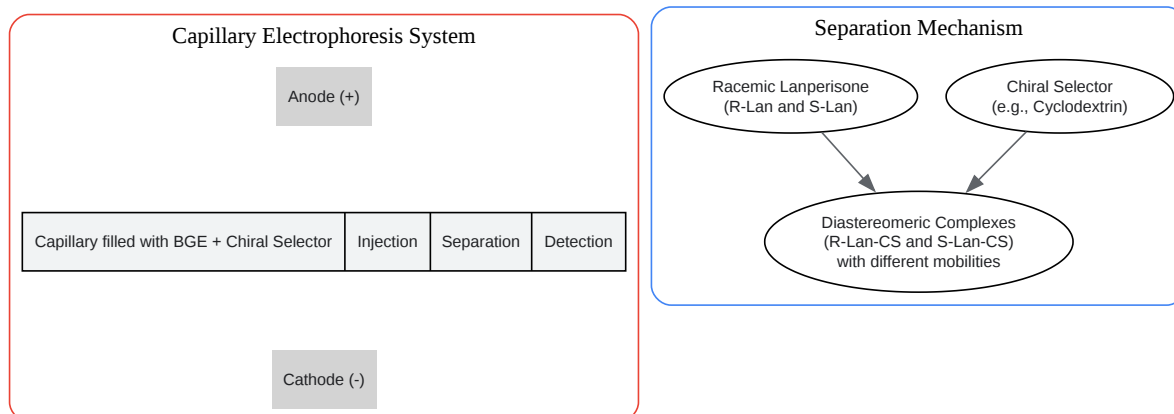 Capillary Electrophoresis System
Anode (+)
Capillary filled with BGE + Chiral Selector
Injection
Separation
Detection
Cathode (-)
Separation Mechanism
Racemic Lanperisone
(R-Lan and S-Lan)
Chiral Selector
(e.g., Cyclodextrin)
Diastereomeric Complexes
(R-Lan-CS and S-Lan-CS)
with different mobilities